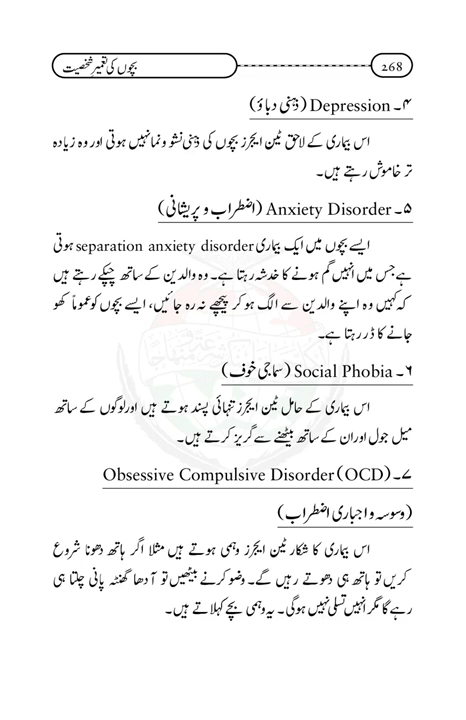 بچوں کی تعمیر شخصیت
268
۴۔ Depression (ذہنی دباؤ)
اس بیماری کے لاحق ٹین ایجرز بچوں کی ذہنی نشو ونمانہیں ہوتی اور وہ زیادہ
تر خاموش رہتے ہیں۔
۵۔ Anxiety Disorder (اضطراب و پریشانی)
ایسے بچوں میں ایک بیماری separation anxiety disorder ہوتی
ہے جس میں انہیں گم ہونے کا خدشہ رہتا ہے۔ وہ والدین کے ساتھ چپکے رہتے ہیں
کہ کہیں وہ اپنے والدین سے الگ ہو کر پیچھے نہ رہ جائیں، ایسے بچوں کو عموماً کھو
جانے کا ڈر رہتا ہے۔
۶۔ Social Phobia (سماجی خوف)
اس بیماری کے حامل ٹین ایجرز تنہائی پسند ہوتے ہیں اورلوگوں کے ساتھ
میل جول اوران کے ساتھ بیٹھنے سے گریز کرتے ہیں۔
۷۔ Obsessive Compulsive Disorder (OCD)
(وسوسہ و اجباری اضطراب)
اس بیماری کا شکار ٹین ایجرز وہمی ہوتے ہیں مثلا اگر ہاتھ دھونا شروع
کریں تو ہاتھ ہی دھوتے رہیں گے۔ وضو کرنے بیٹھیں تو آدھا گھنٹہ پانی چلتا ہی
رہے گا مگر انہیں تسلی نہیں ہوگی۔ یہ وہمی بچے کہلاتے ہیں۔